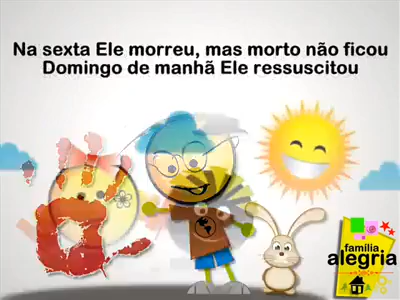 Na sexta Ele morreu, mas morto não ficou
Domingo de manhã Ele ressuscitou
família
alegria